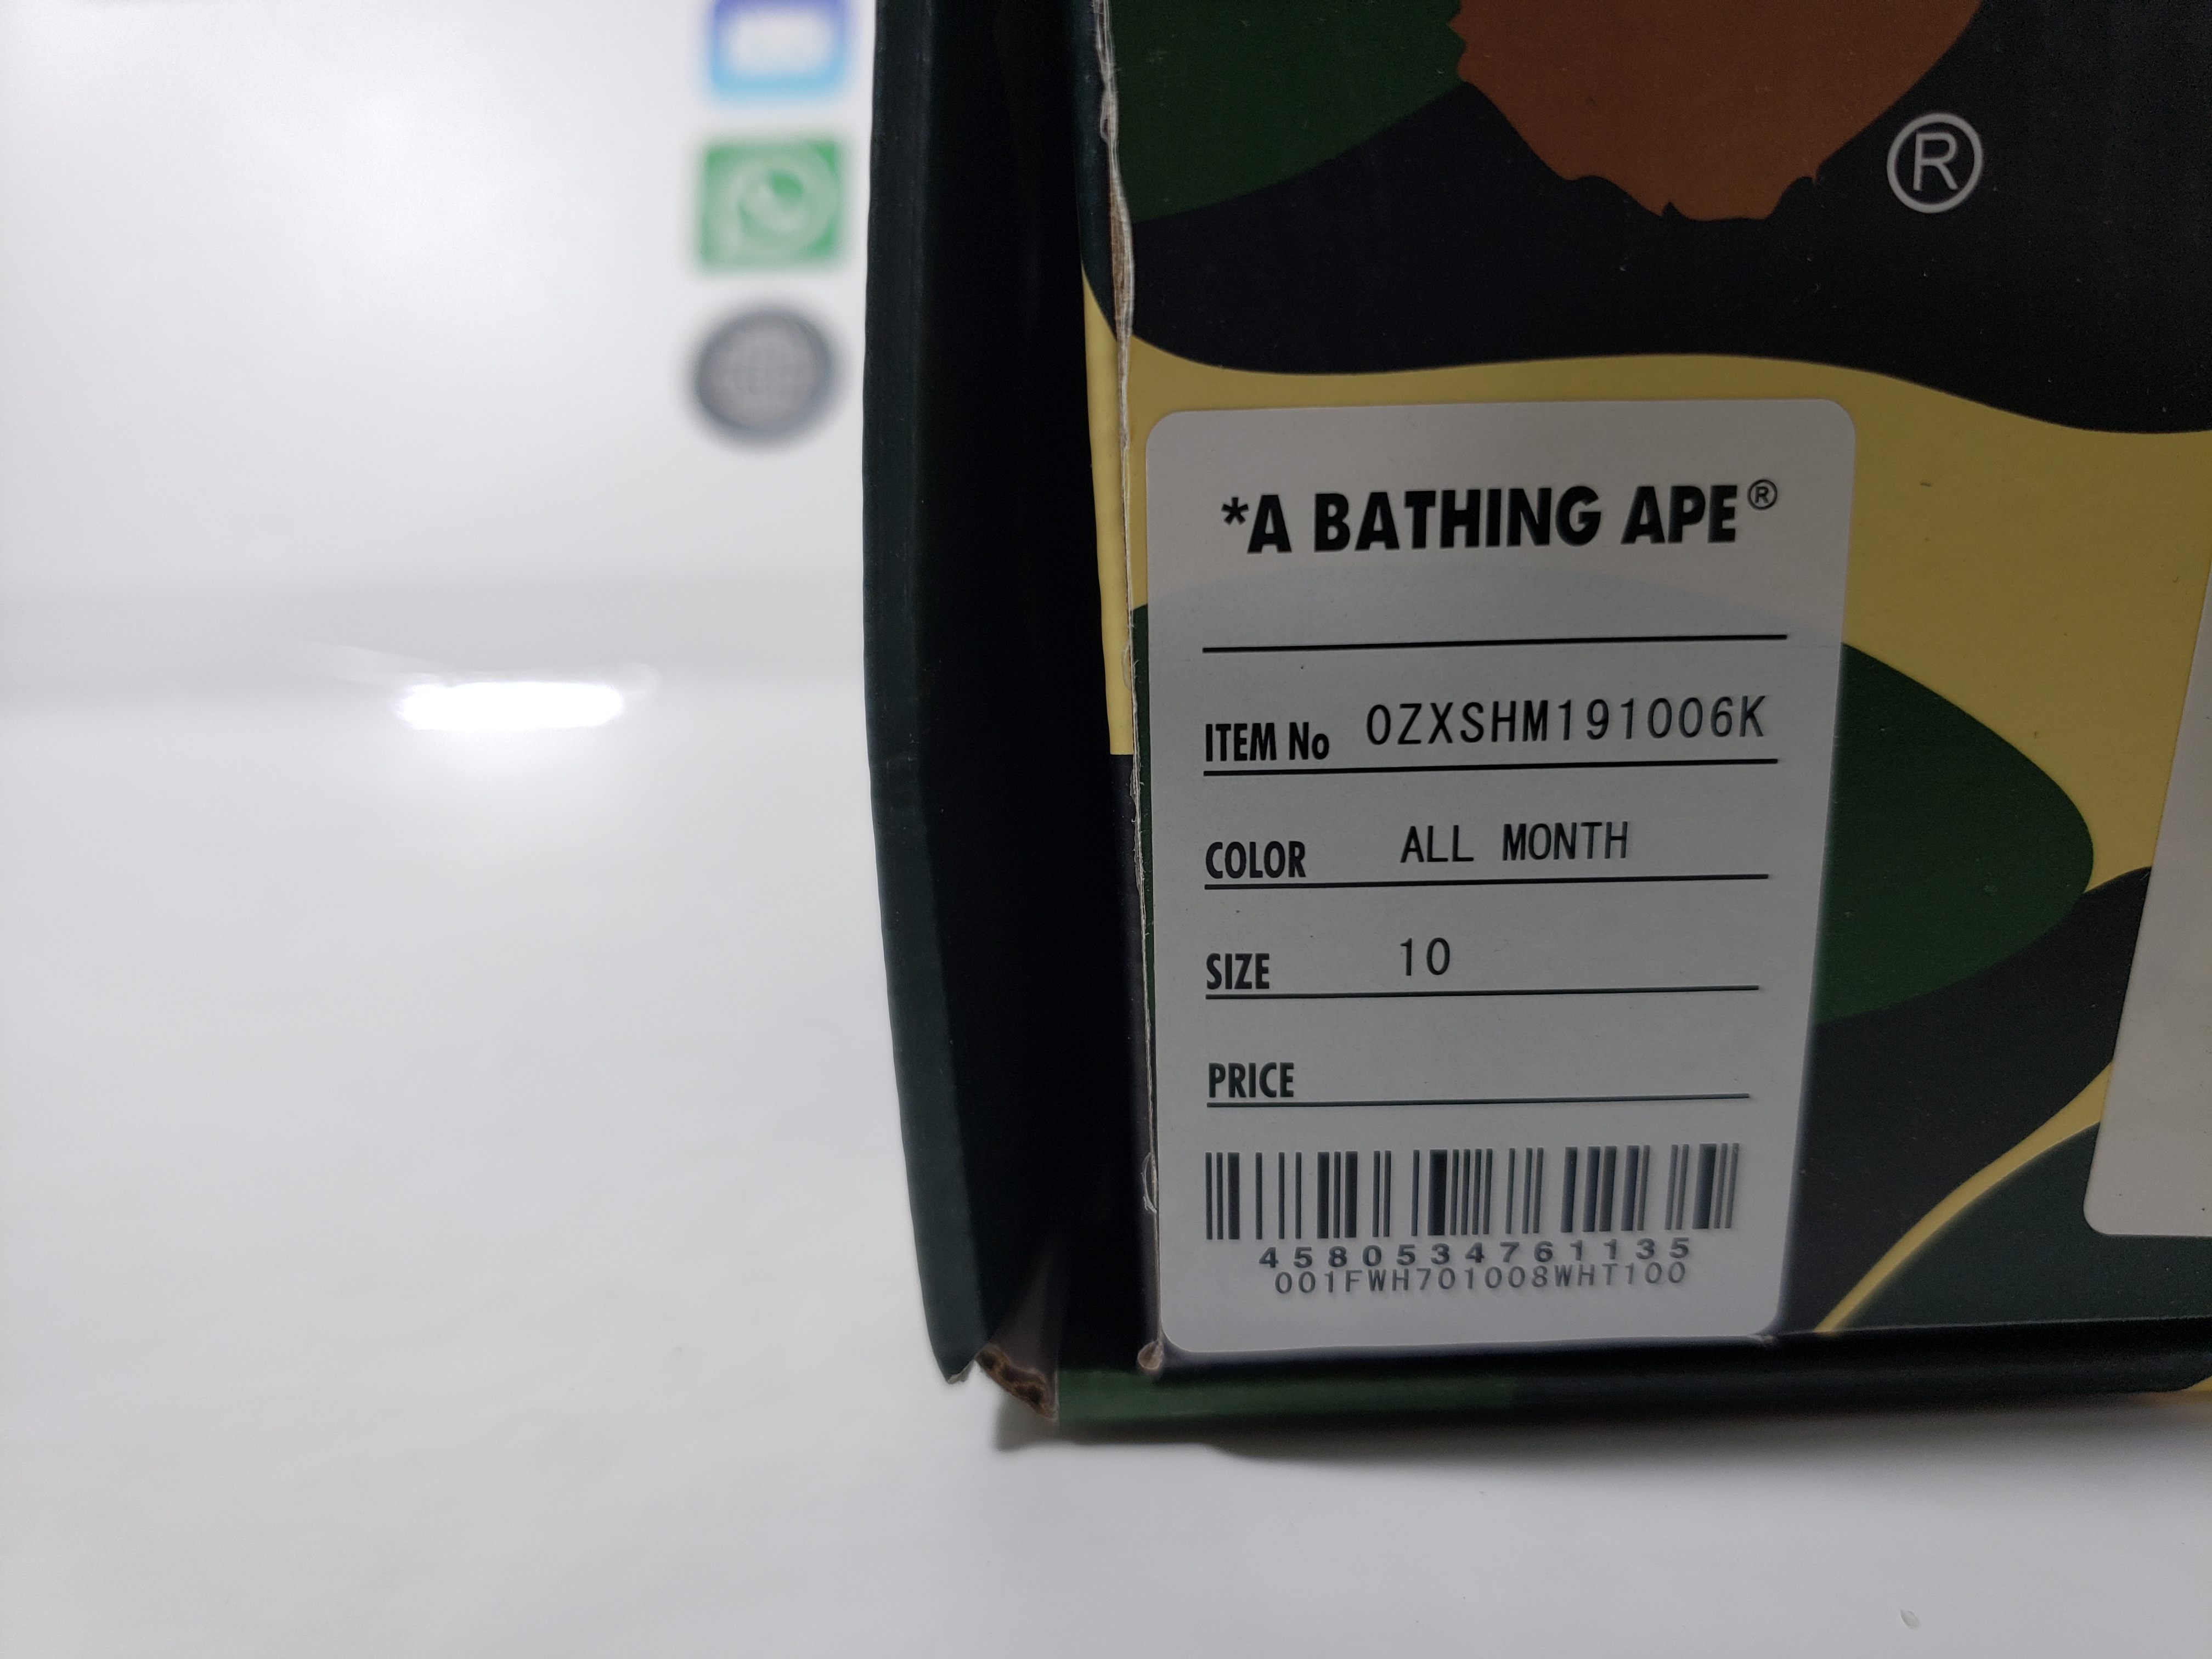 ®
*A BATHING APE®
ITEM No 0ZXSHM191006K
COLOR ALL MONTH
SIZE 10
PRICE
4580534761135
001FWH701008WHT100